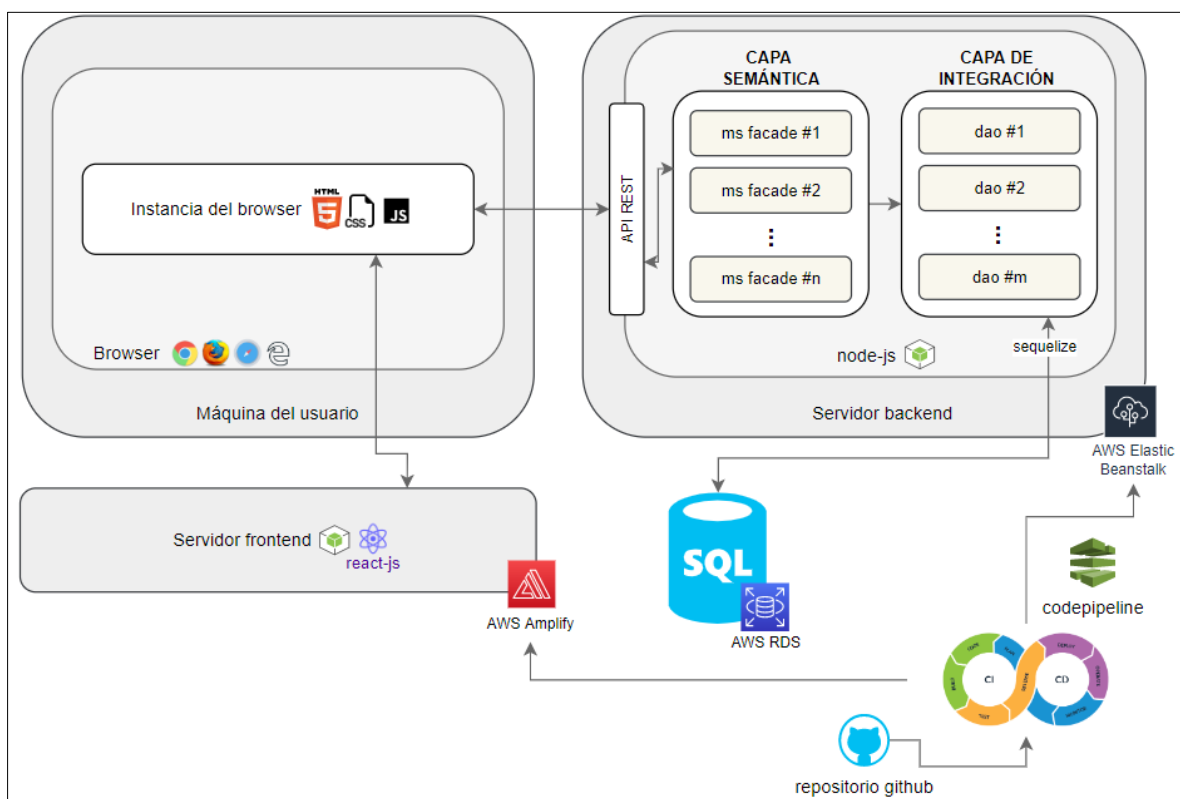 CAPA
SEMÁNTICA
CAPA DE
INTEGRACIÓN
ms facade #1
dao #1
ms facade #2
dao #2
ms facade #n
dao #m
API REST
HTML
CSS
JS
Instancia del browser
Browser
Máquina del usuario
node-js
sequelize
Servidor backend
AWS Elastic
Beanstalk
Servidor frontend
react-js
AWS Amplify
SQL
AWS RDS
codepipeline
CI
CD
repositorio github